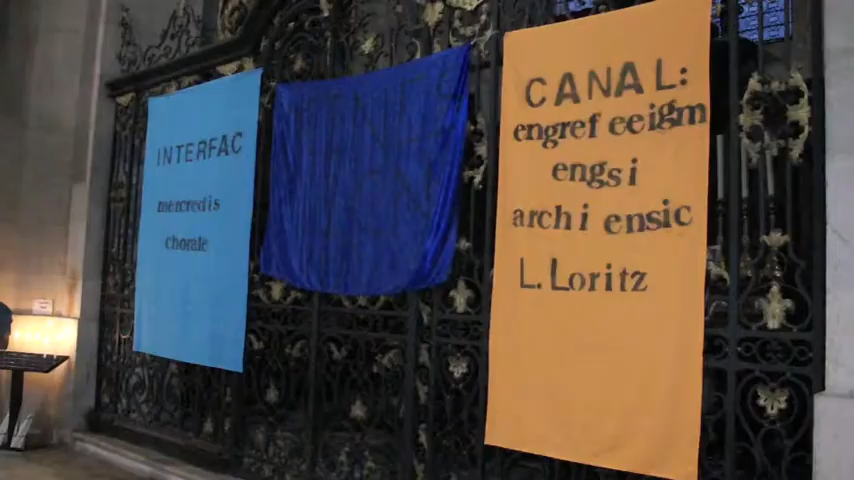 INTERFAC
mercredis
chorale
CANAL:
engref eeigm
engsi
archi ensic
L.Loritz